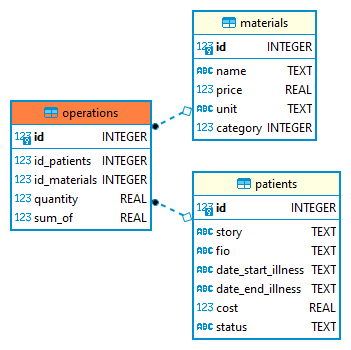 materials
123 id INTEGER
ABC name TEXT
123 price REAL
ABC unit TEXT
123 category INTEGER
operations
123 id INTEGER
123 id_patients INTEGER
123 id_materials INTEGER
123 quantity REAL
123 sum_of REAL
patients
123 id INTEGER
ABC story TEXT
ABC fio TEXT
ABC date_start_illness TEXT
ABC date_end_illness TEXT
123 cost REAL
ABC status TEXT